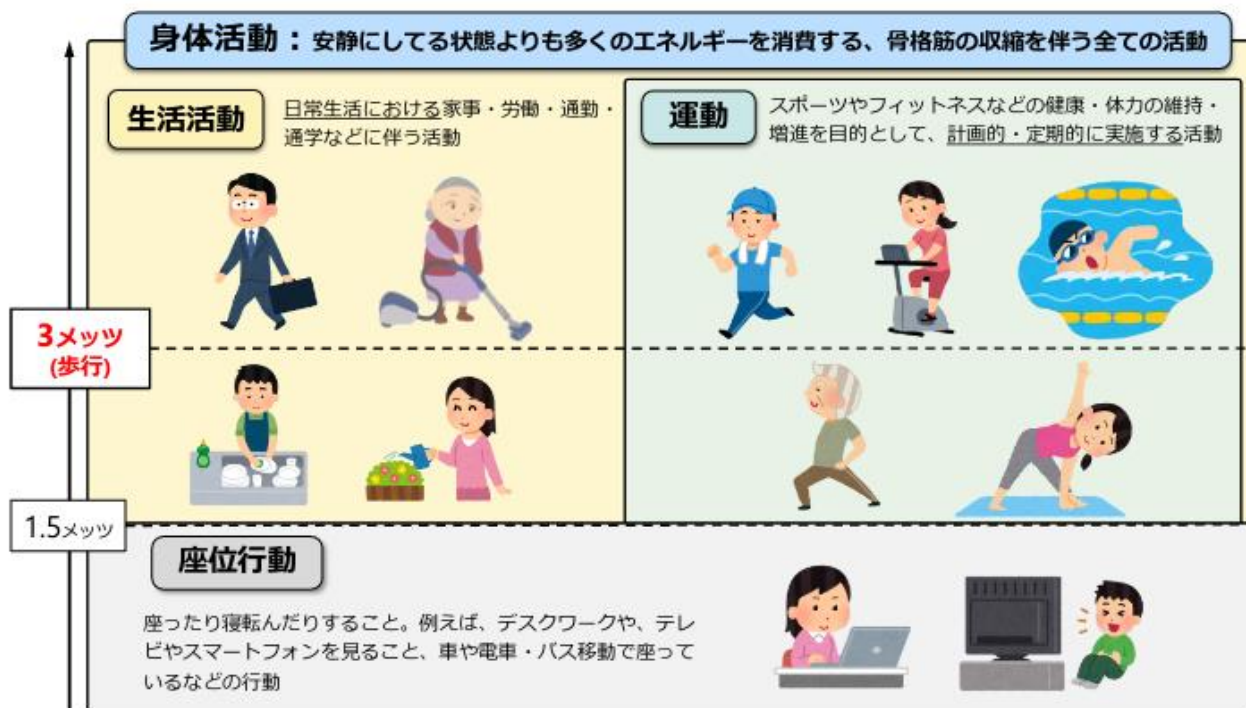 身体活動：安静にしてる状態よりも多くのエネルギーを消費する、骨格筋の収縮を伴う全ての活動
生活活動
日常生活における家事・労働・通勤・
通学などに伴う活動
運動
スポーツやフィットネスなどの健康・体力の維持・
増進を目的として、計画的・定期的に実施する活動
3メッツ
(歩行)
1.5メッツ
座位行動
座ったり寝転んだりすること。例えば、デスクワークや、テレ
ビやスマートフォンを見ること、車や電車・バス移動で座って
いるなどの行動